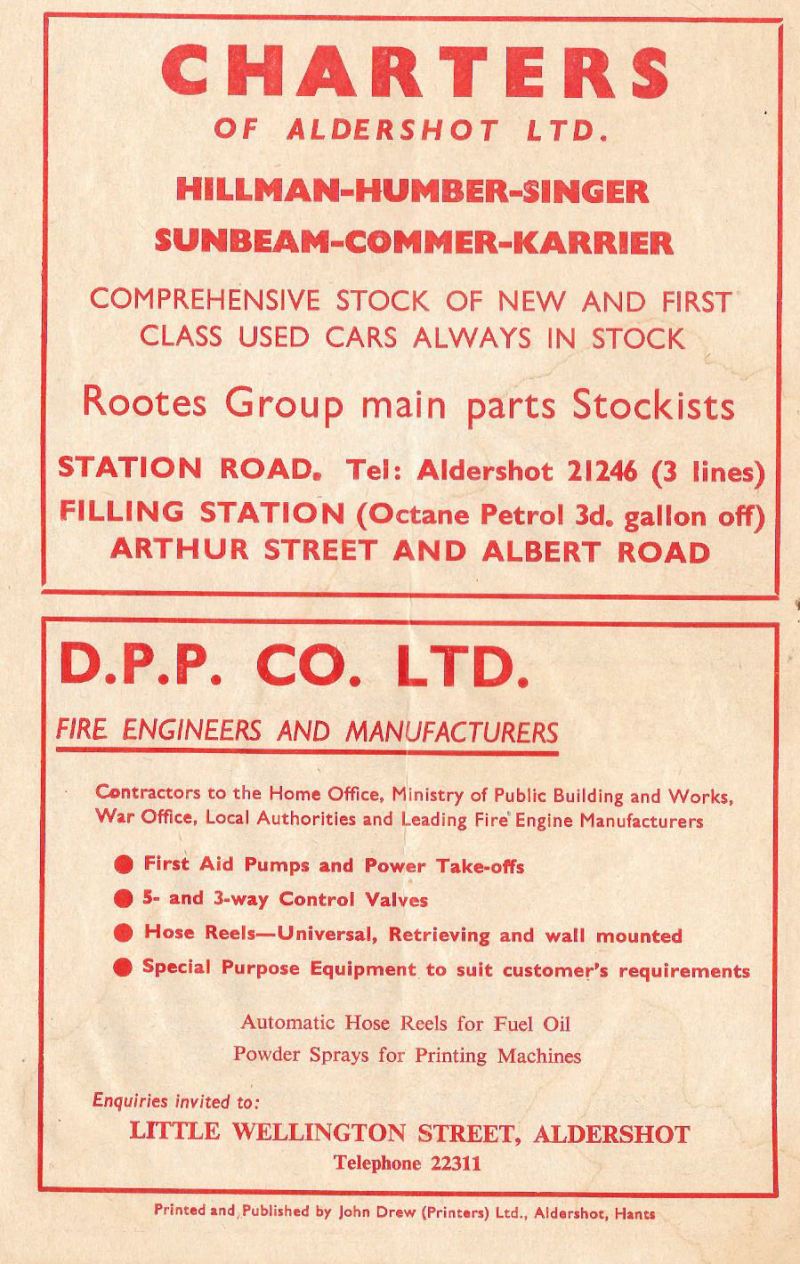 CHARTERS
OF ALDERSHOT LTD.
HILLMAN-HUMBER-SINGER
SUNBEAM-COMMER-KARRIER
COMPREHENSIVE STOCK OF NEW AND FIRST
CLASS USED CARS ALWAYS IN STOCK
Rootes Group main parts Stockists
STATION ROAD. Tel: Aldershot 21246 (3 lines)
FILLING STATION (Octane Petrol 3d. gallon off)
ARTHUR STREET AND ALBERT ROAD
D.P.P. CO. LTD.
FIRE ENGINEERS AND MANUFACTURERS
Contractors to the Home Office, Ministry of Public Building and Works,
War Office, Local Authorities and Leading Fire Engine Manufacturers
● First Aid Pumps and Power Take-offs
● 5- and 3-way Control Valves
● Hose Reels—Universal, Retrieving and wall mounted
● Special Purpose Equipment to suit customer's requirements
Automatic Hose Reels for Fuel Oil
Powder Sprays for Printing Machines
Enquiries invited to:
LITTLE WELLINGTON STREET, ALDERSHOT
Telephone 22311
Printed and Published by John Drew (Printers) Ltd., Aldershot, Hants